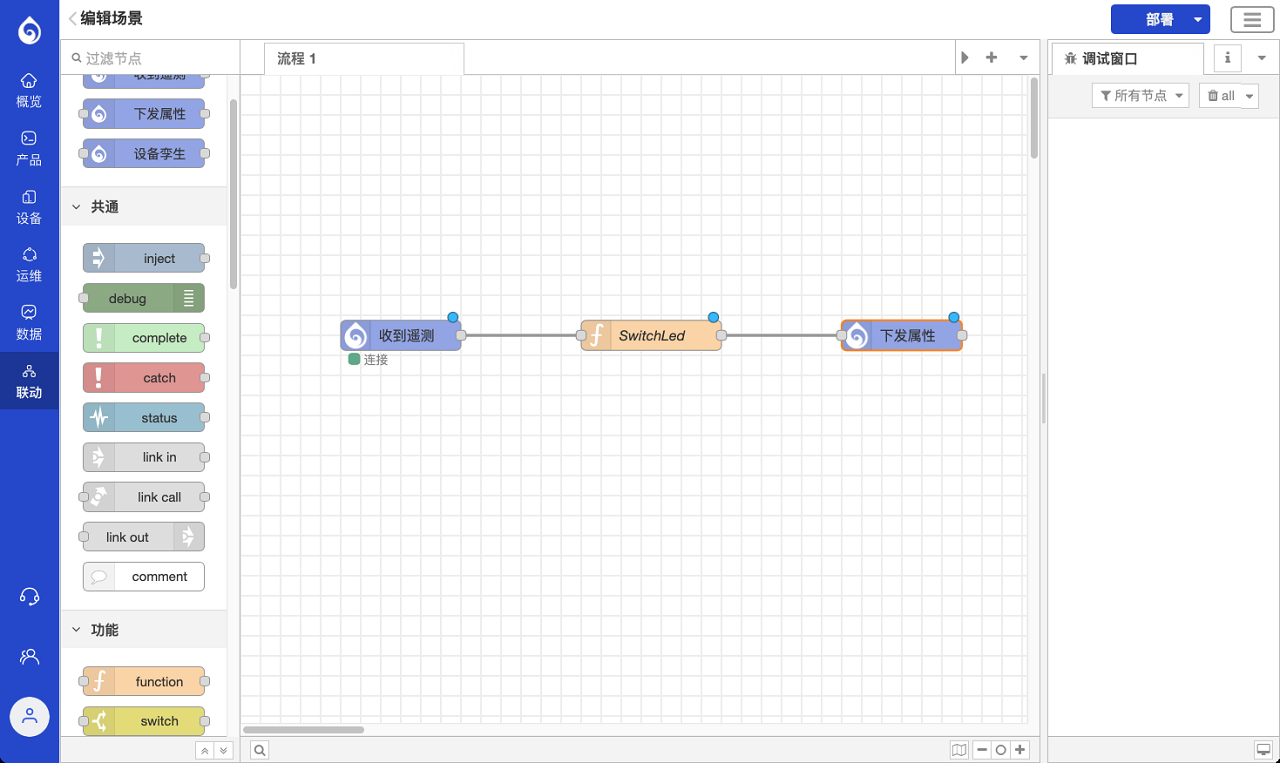 编辑场景
部署
概览
产品
设备
运维
数据
联动
过滤节点
收到遥测
下发属性
设备孪生
共通
inject
debug
complete
catch
status
link in
link call
link out
comment
功能
function
switch
流程 1
收到遥测
连接
SwitchLed
下发属性
调试窗口
i
所有节点
all